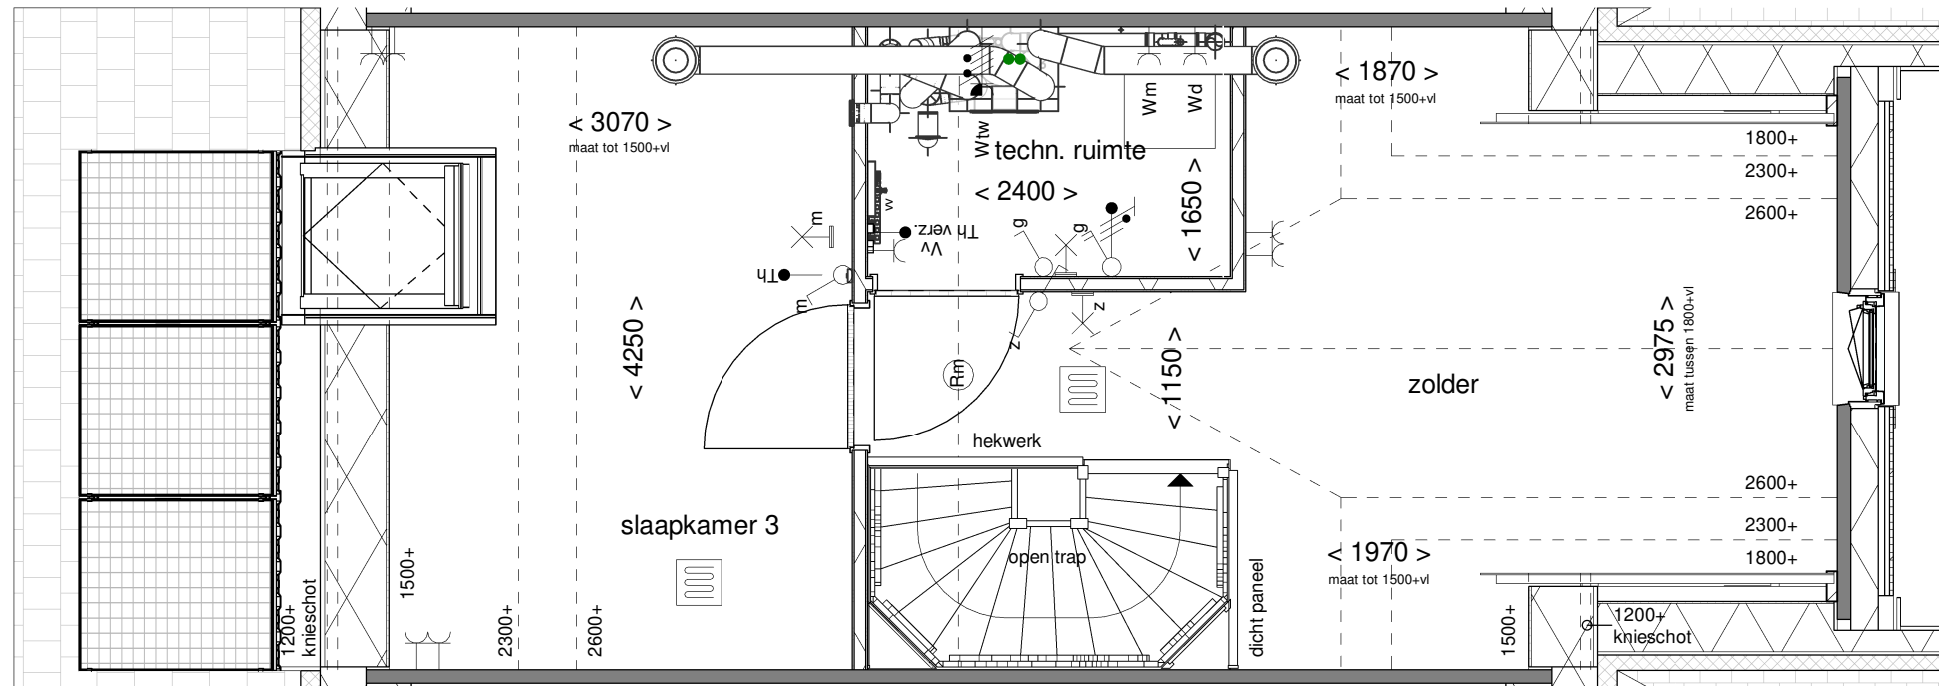 < 3070 >
maat tot 1500+vl
< 4250 >
slaapkamer 3
1500+
2300+
2600+
1200+
knieschot
m
Th
m
Wtw
Wm
Wd
techn. ruimte
< 2400 >
< 1650 >
w
Th verz.
Vv
g
g
z
z
Rm
< 1150 >
hekwerk
open trap
dicht paneel
< 1870 >
maat tot 1500+vl
1800+
2300+
2600+
zolder
< 2975 >
maat tussen 1800+vl
2600+
2300+
1800+
< 1970 >
maat tot 1500+vl
1500+
1200+
knieschot